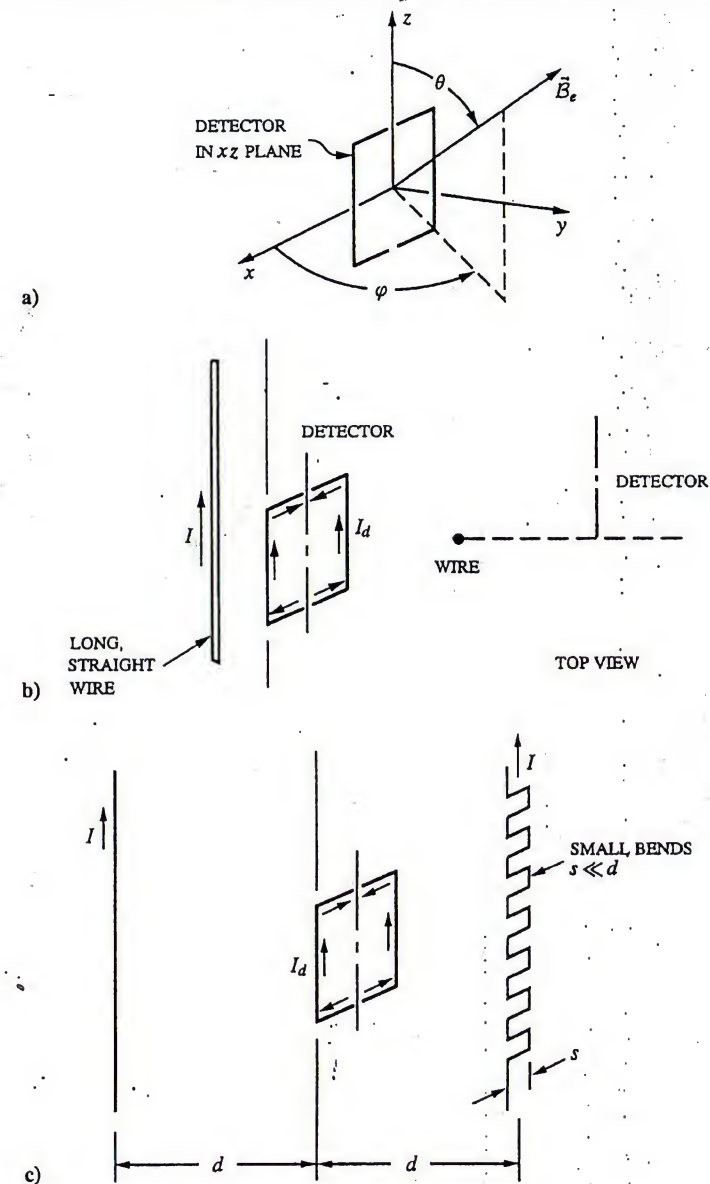 z
θ
B⃗e
DETECTOR
IN xz PLANE
y
x
φ
a)
DETECTOR
DETECTOR
I
Id
WIRE
LONG,
STRAIGHT
WIRE
TOP VIEW
b)
I
I
SMALL BENDS
s ≪ d
Id
s
d
d
c)